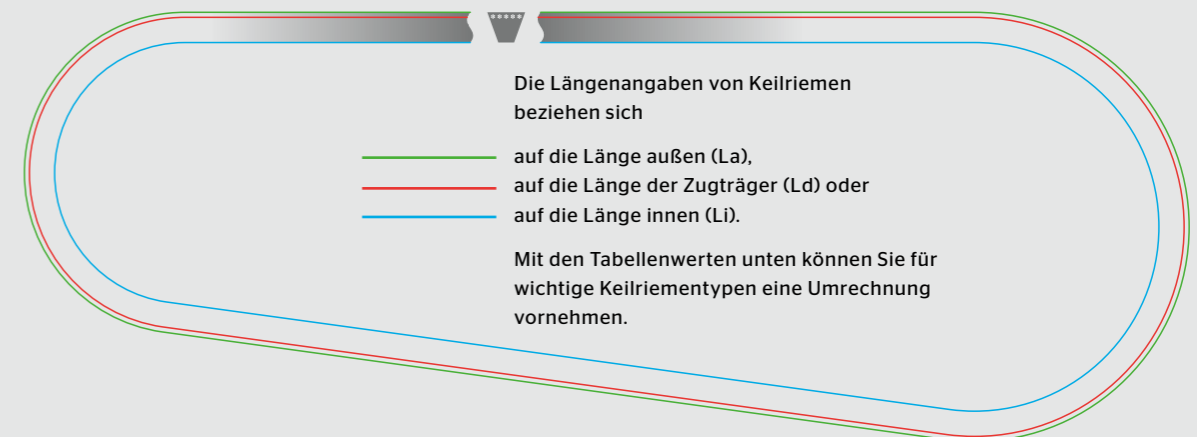 Die Längenangaben von Keilriemen
beziehen sich
auf die Länge außen (La),
auf die Länge der Zugträger (Ld) oder
auf die Länge innen (Li).
Mit den Tabellenwerten unten können Sie für
wichtige Keilriementypen eine Umrechnung
vornehmen.